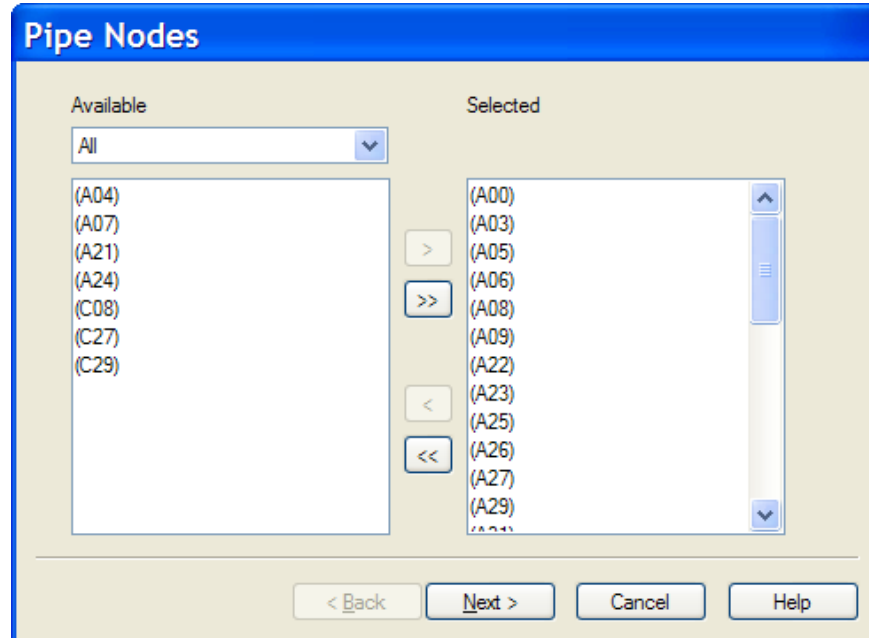 Pipe Nodes
Available
Selected
All
(A04)
(A07)
(A21)
(A24)
(C08)
(C27)
(C29)
>
>>
<
<<
(A00)
(A03)
(A05)
(A06)
(A08)
(A09)
(A22)
(A23)
(A25)
(A26)
(A27)
(A29)
< Back
Next >
Cancel
Help